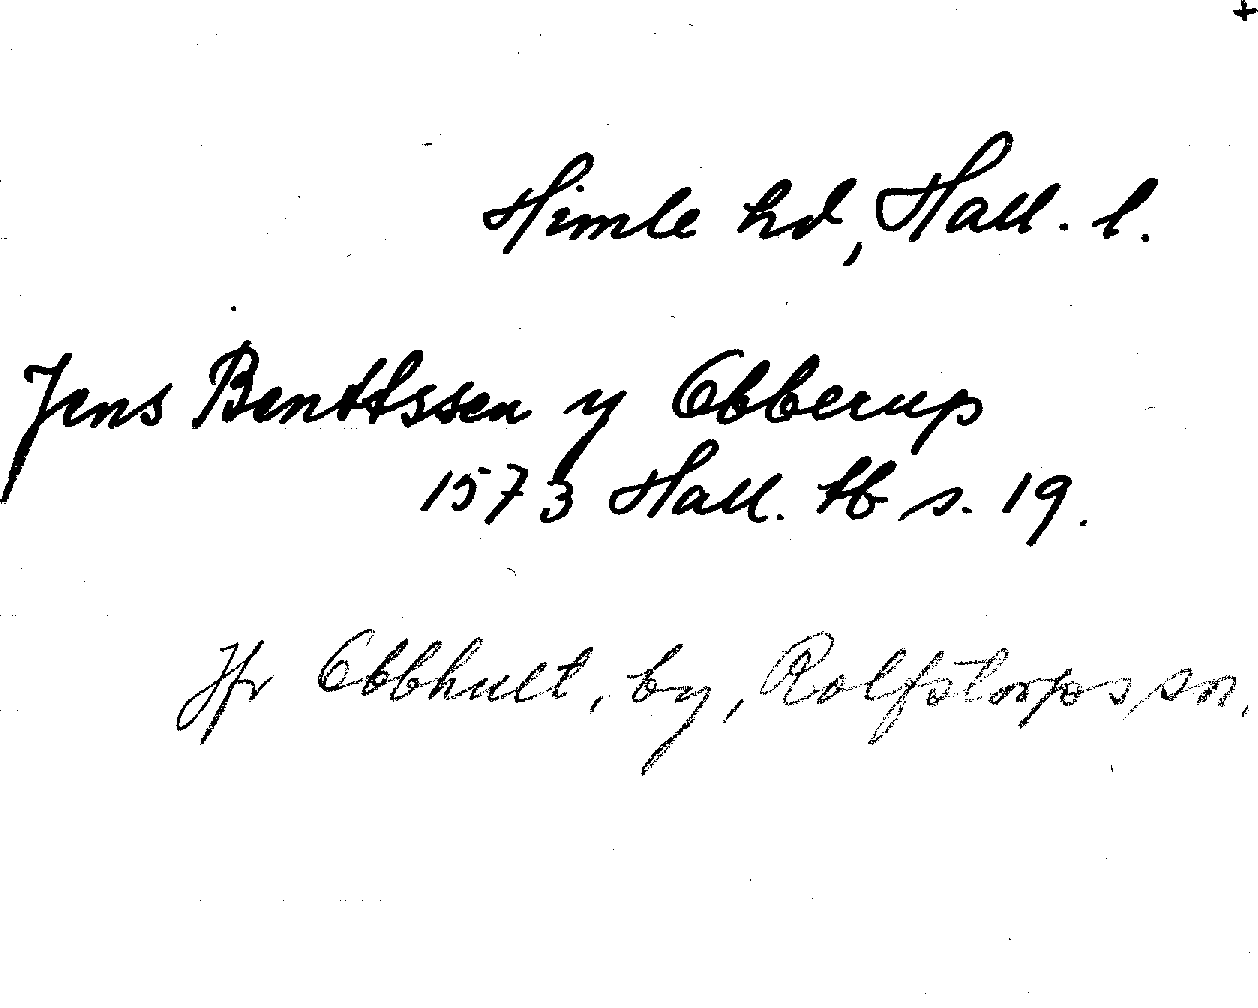 +
Himle hd, Hall. l.
Jens Benttssen y Ebberup
1573 Hall. tb s. 19.
Jfr Ebbhult, by, Rolfstorps sn.